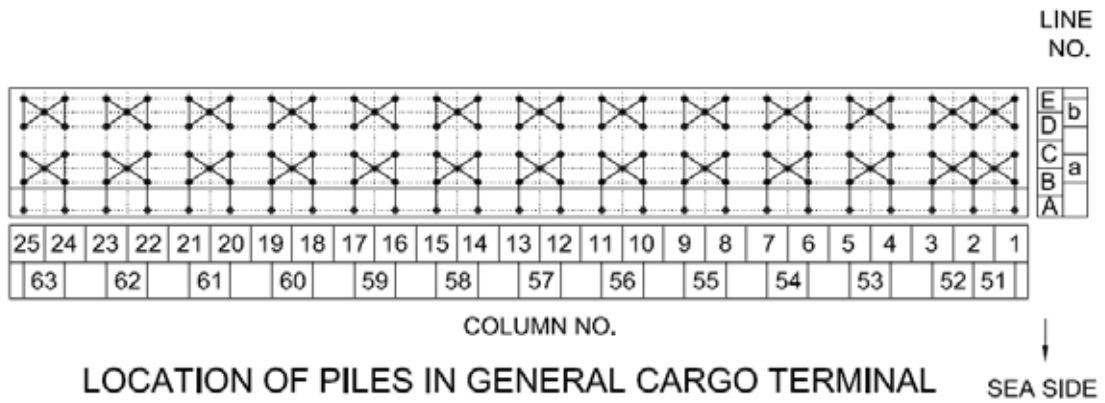 LINE
NO.
E b
D
C a
B
A
25 24 23 22 21 20 19 18 17 16 15 14 13 12 11 10 9 8 7 6 5 4 3 2 1
63 62 61 60 59 58 57 56 55 54 53 52 51
COLUMN NO.
LOCATION OF PILES IN GENERAL CARGO TERMINAL SEA SIDE